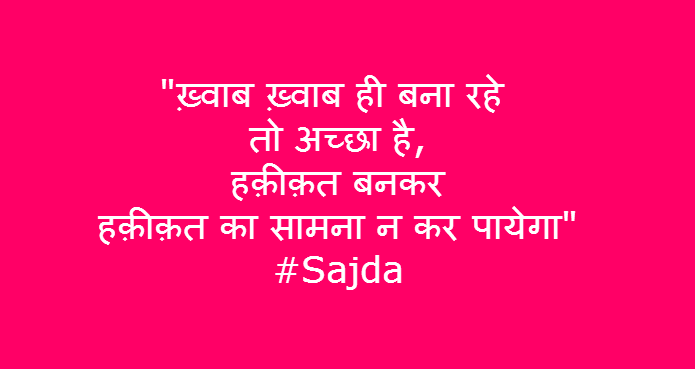 "ख़्वाब ख़्वाब ही बना रहे
तो अच्छा है,
हक़ीक़त बनकर
हक़ीक़त का सामना न कर पायेगा"
#Sajda